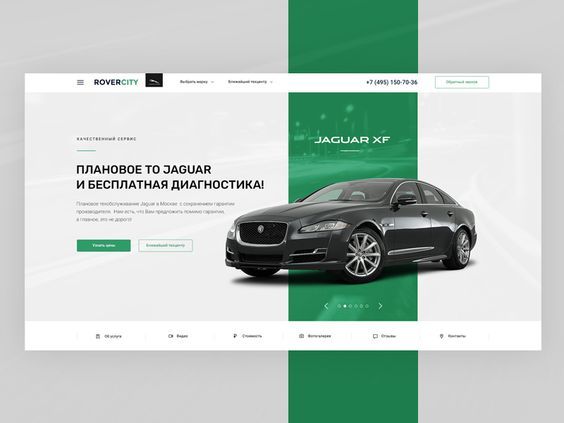 ROVERCITY
Выбрать марку
Ближайший техцентр
+7 (495) 150-70-36
Обратный звонок
КАЧЕСТВЕННЫЙ СЕРВИС
JAGUAR XF
ПЛАНОВОЕ ТО JAGUAR
И БЕСПЛАТНАЯ ДИАГНОСТИКА!
Плановое техобслуживание Jaguar в Москве с сохранением гарантии
производителя. Нам есть, что Вам предложить помимо гарантии,
а главное, это не дорого!
Узнать цены
Ближайший техцентр
Об услуге
Видео
Стоимость
Фотогалерея
Отзывы
Контакты